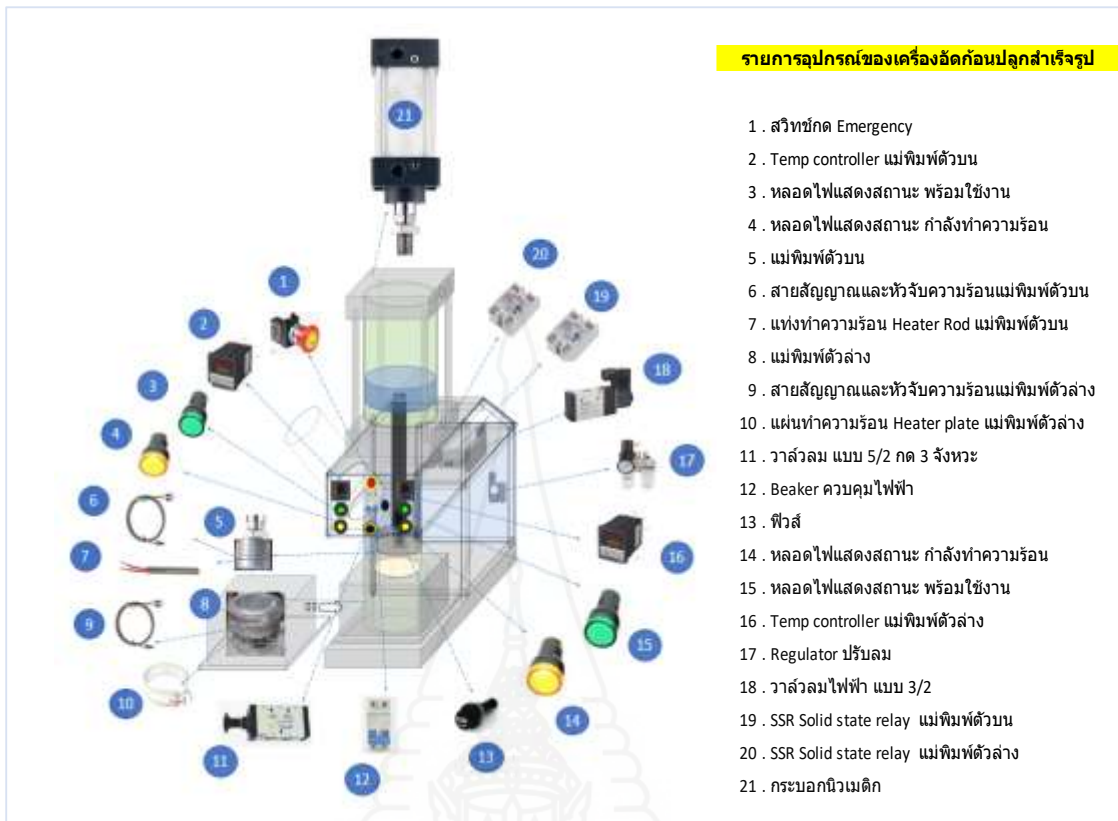 รายการอุปกรณ์ของเครื่องอัดก้อนปลูกสำเร็จรูป
1 . สวิทช์กด Emergency
2 . Temp controller แม่พิมพ์ตัวบน
3 . หลอดไฟแสดงสถานะ พร้อมใช้งาน
4 . หลอดไฟแสดงสถานะ กำลังทำความร้อน
5 . แม่พิมพ์ตัวบน
6 . สายสัญญาณและหัวจับความร้อนแม่พิมพ์ตัวบน
7 . แท่งทำความร้อน Heater Rod แม่พิมพ์ตัวบน
8 . แม่พิมพ์ตัวล่าง
9 . สายสัญญาณและหัวจับความร้อนแม่พิมพ์ตัวล่าง
10 . แผ่นทำความร้อน Heater plate แม่พิมพ์ตัวล่าง
11 . วาล์วลม แบบ 5/2 กด 3 จังหวะ
12 . Beaker ควบคุมไฟฟ้า
13 . ฟิวส์
14 . หลอดไฟแสดงสถานะ กำลังทำความร้อน
15 . หลอดไฟแสดงสถานะ พร้อมใช้งาน
16 . Temp controller แม่พิมพ์ตัวล่าง
17 . Regulator ปรับลม
18 . วาล์วลมไฟฟ้า แบบ 3/2
19 . SSR Solid state relay แม่พิมพ์ตัวบน
20 . SSR Solid state relay แม่พิมพ์ตัวล่าง
21 . กระบอกนิวเมติก
21
20
1
19
2
18
3
4
17
6
5
16
7
8
9
15
10
14
11
12
13